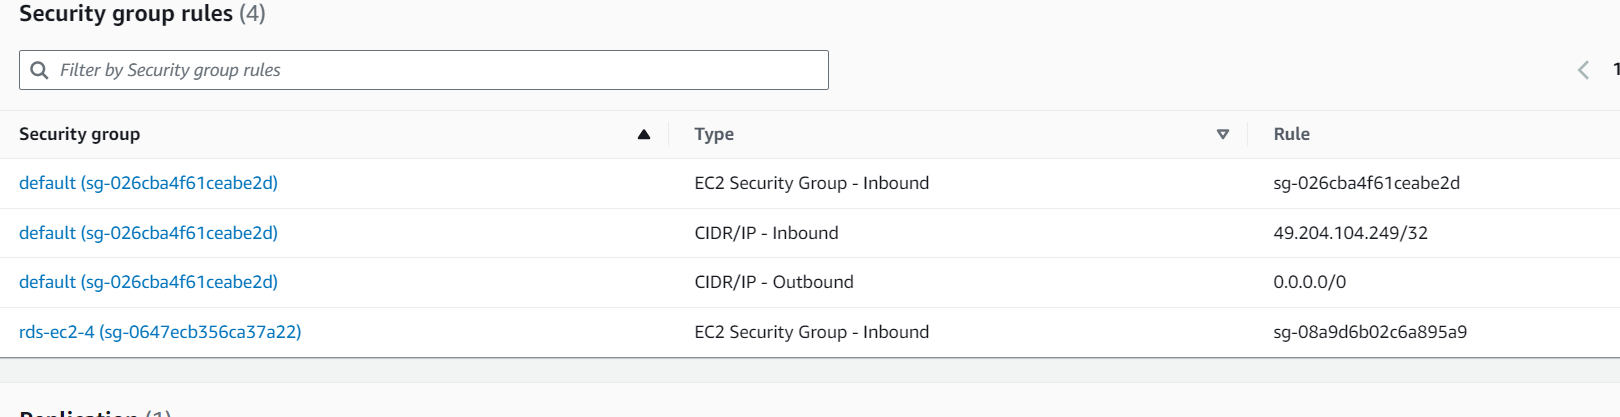 Security group rules (4)
Filter by Security group rules
1
Security group Type Rule
default (sg-026cba4f61ceabe2d) EC2 Security Group - Inbound sg-026cba4f61ceabe2d
default (sg-026cba4f61ceabe2d) CIDR/IP - Inbound 49.204.104.249/32
default (sg-026cba4f61ceabe2d) CIDR/IP - Outbound 0.0.0.0/0
rds-ec2-4 (sg-0647ecb356ca37a22) EC2 Security Group - Inbound sg-08a9d6b02c6a895a9
Replication (1)